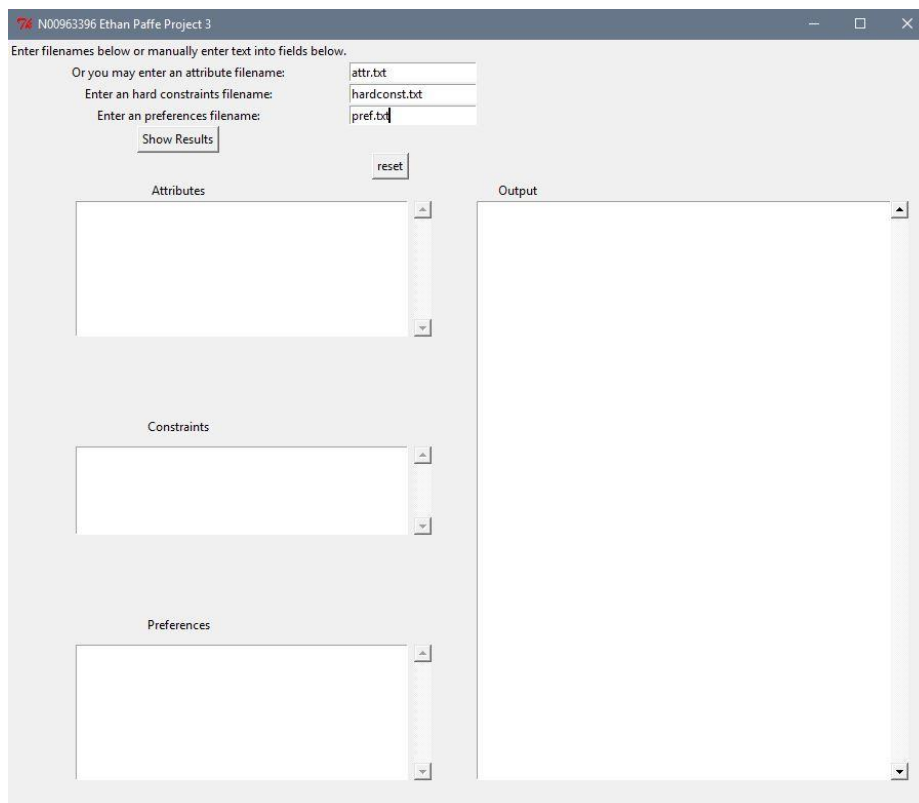 N00963396 Ethan Paffe Project 3
Enter filenames below or manually enter text into fields below.
Or you may enter an attribute filename: attr.txt
Enter an hard constraints filename: hardconst.txt
Enter an preferences filename: pref.txt
Show Results
reset
Attributes Output
Constraints
Preferences